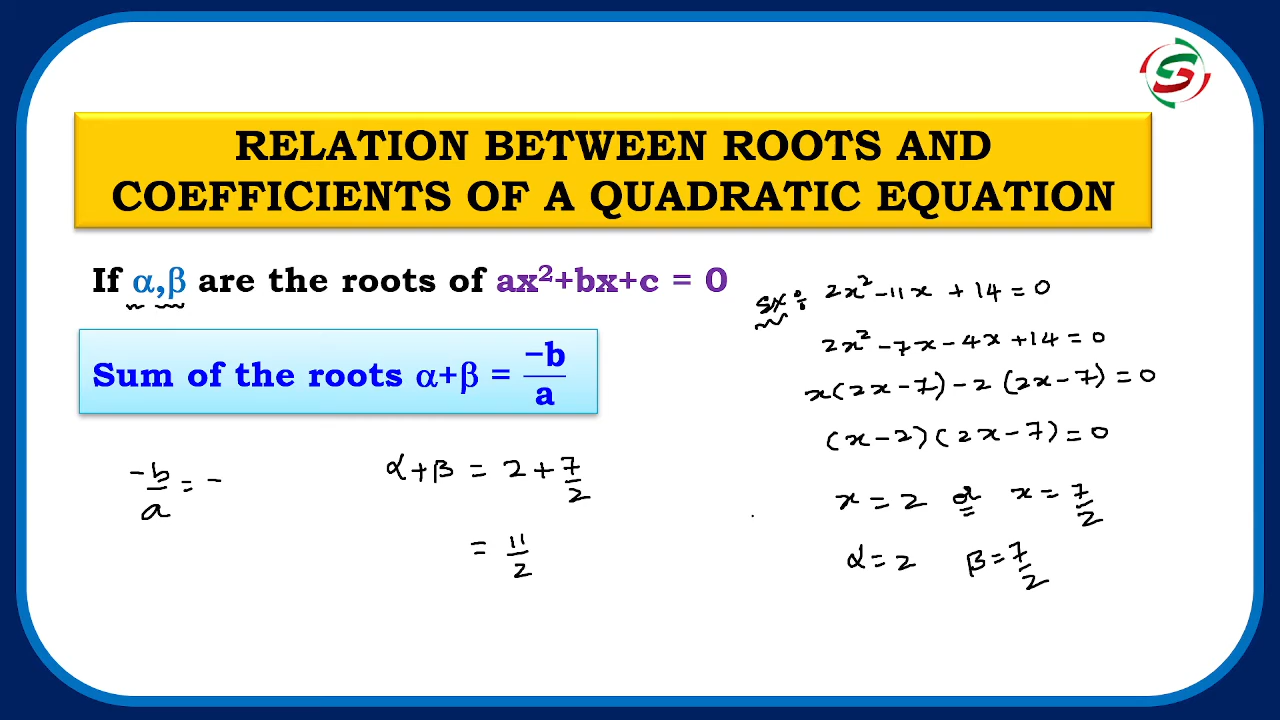 RELATION BETWEEN ROOTS AND
COEFFICIENTS OF A QUADRATIC EQUATION
If α,β are the roots of ax²+bx+c = 0
Sum of the roots α+β = −b/a
-b/a = -
α+β = 2 + 7/2
= 11/2
Ex: 2x² - 11x + 14 = 0
2x² - 7x - 4x + 14 = 0
x(2x - 7) - 2 (2x - 7) = 0
(x - 2) (2x - 7) = 0
x = 2 or x = 7/2
α = 2 β = 7/2